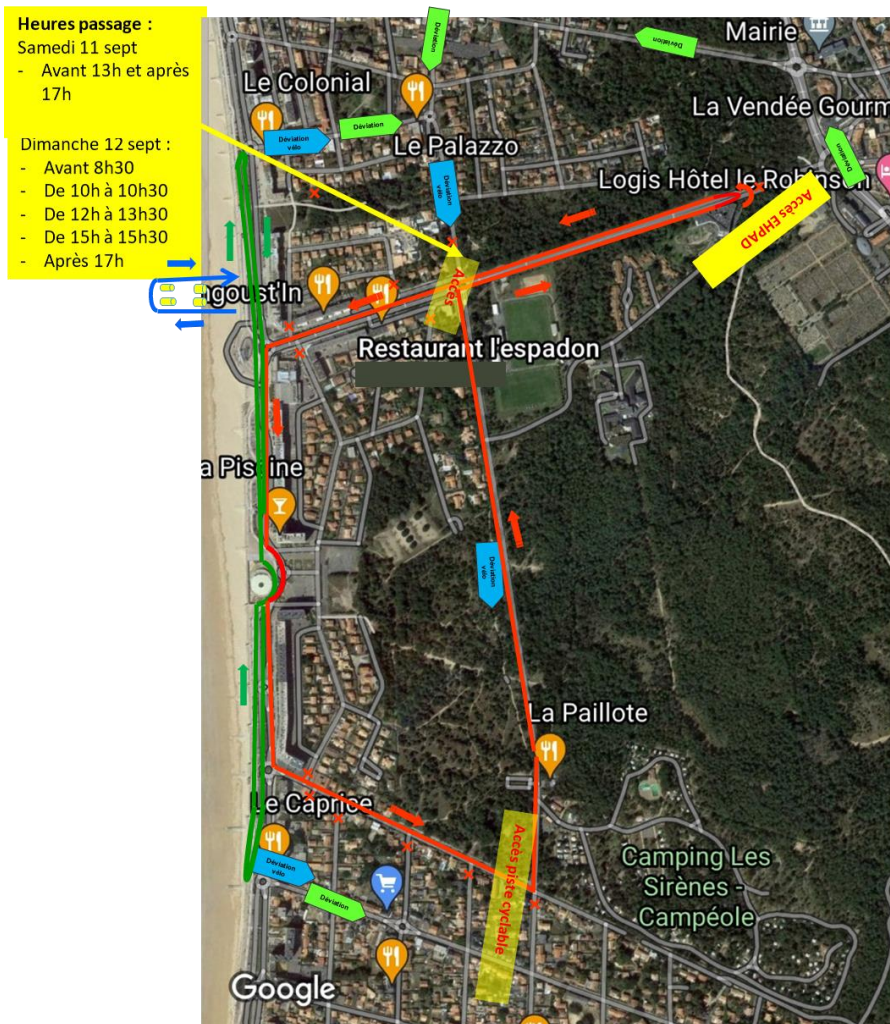 Heures passage :
Samedi 11 sept
- Avant 13h et après
17h
Dimanche 12 sept :
- Avant 8h30
- De 10h à 10h30
- De 12h à 13h30
- De 15h à 15h30
- Après 17h
Déviation
Déviation
Mairie
Le Colonial
La Vendée Gourm
Déviation
vélo
Déviation
Le Palazzo
Déviation
Déviation
vélo
Logis Hôtel le Robinson
Accès EHPAD
Accès
ngoust'In
Restaurant l'espadon
a Piscine
Déviation
vélo
La Paillote
Le Caprice
Accès piste cyclable
Déviation
vélo
Déviation
Camping Les
Sirènes -
Campéole
Google